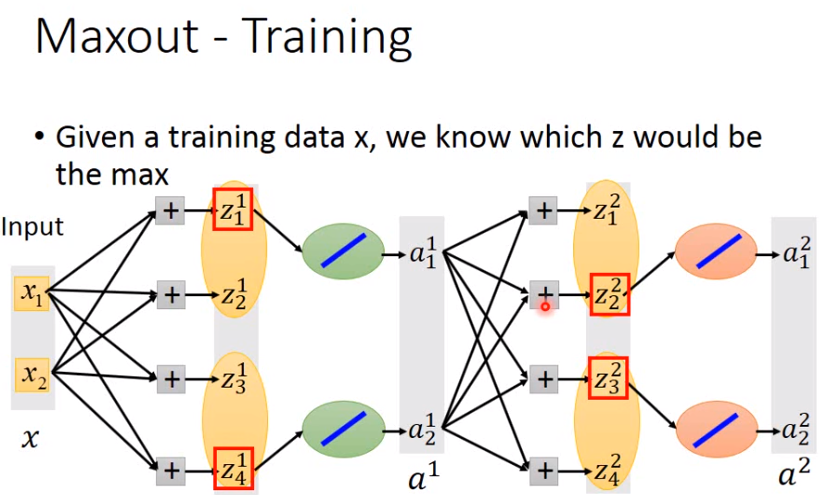 Maxout - Training
• Given a training data x, we know which z would be
the max
Input
+ z₁¹ + z₁²
a₁¹ a₁²
x₁ + z₂¹ + z₂²
x₂ + z₃¹ + z₃²
x a₂¹ a₂²
+ z₄¹ + z₄²
a¹ a²